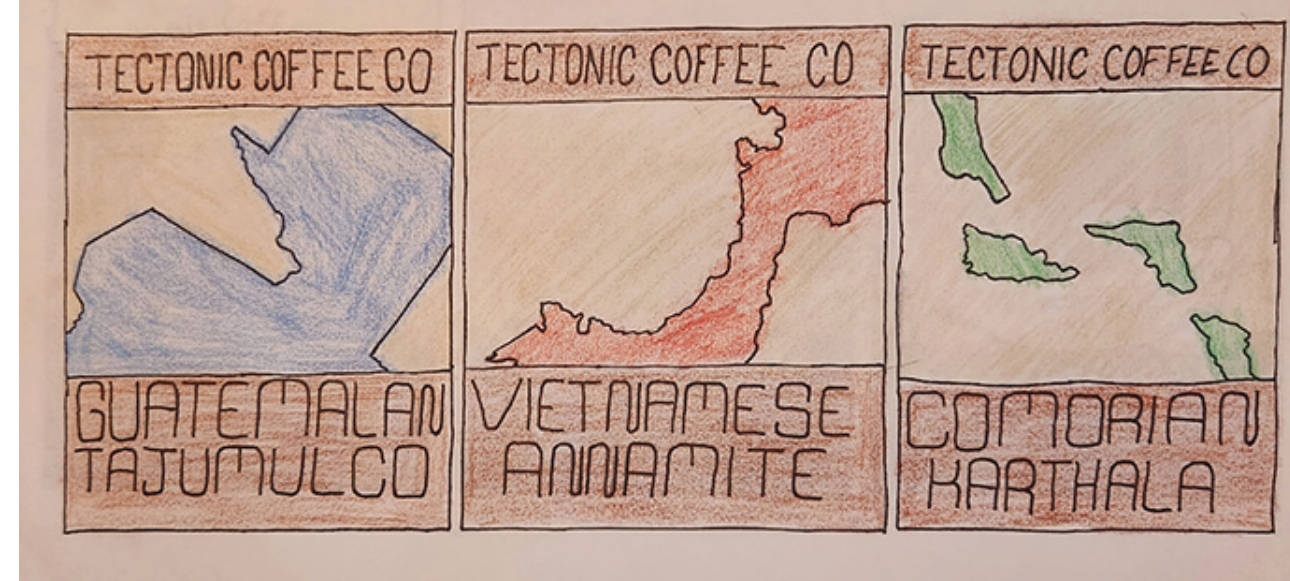 TECTONIC COFFEE CO
GUATEMALAN
TAJUMULCO
TECTONIC COFFEE CO
VIETNAMESE
ANNAMITE
TECTONIC COFFEE CO
COMORIAN
KARTHALA